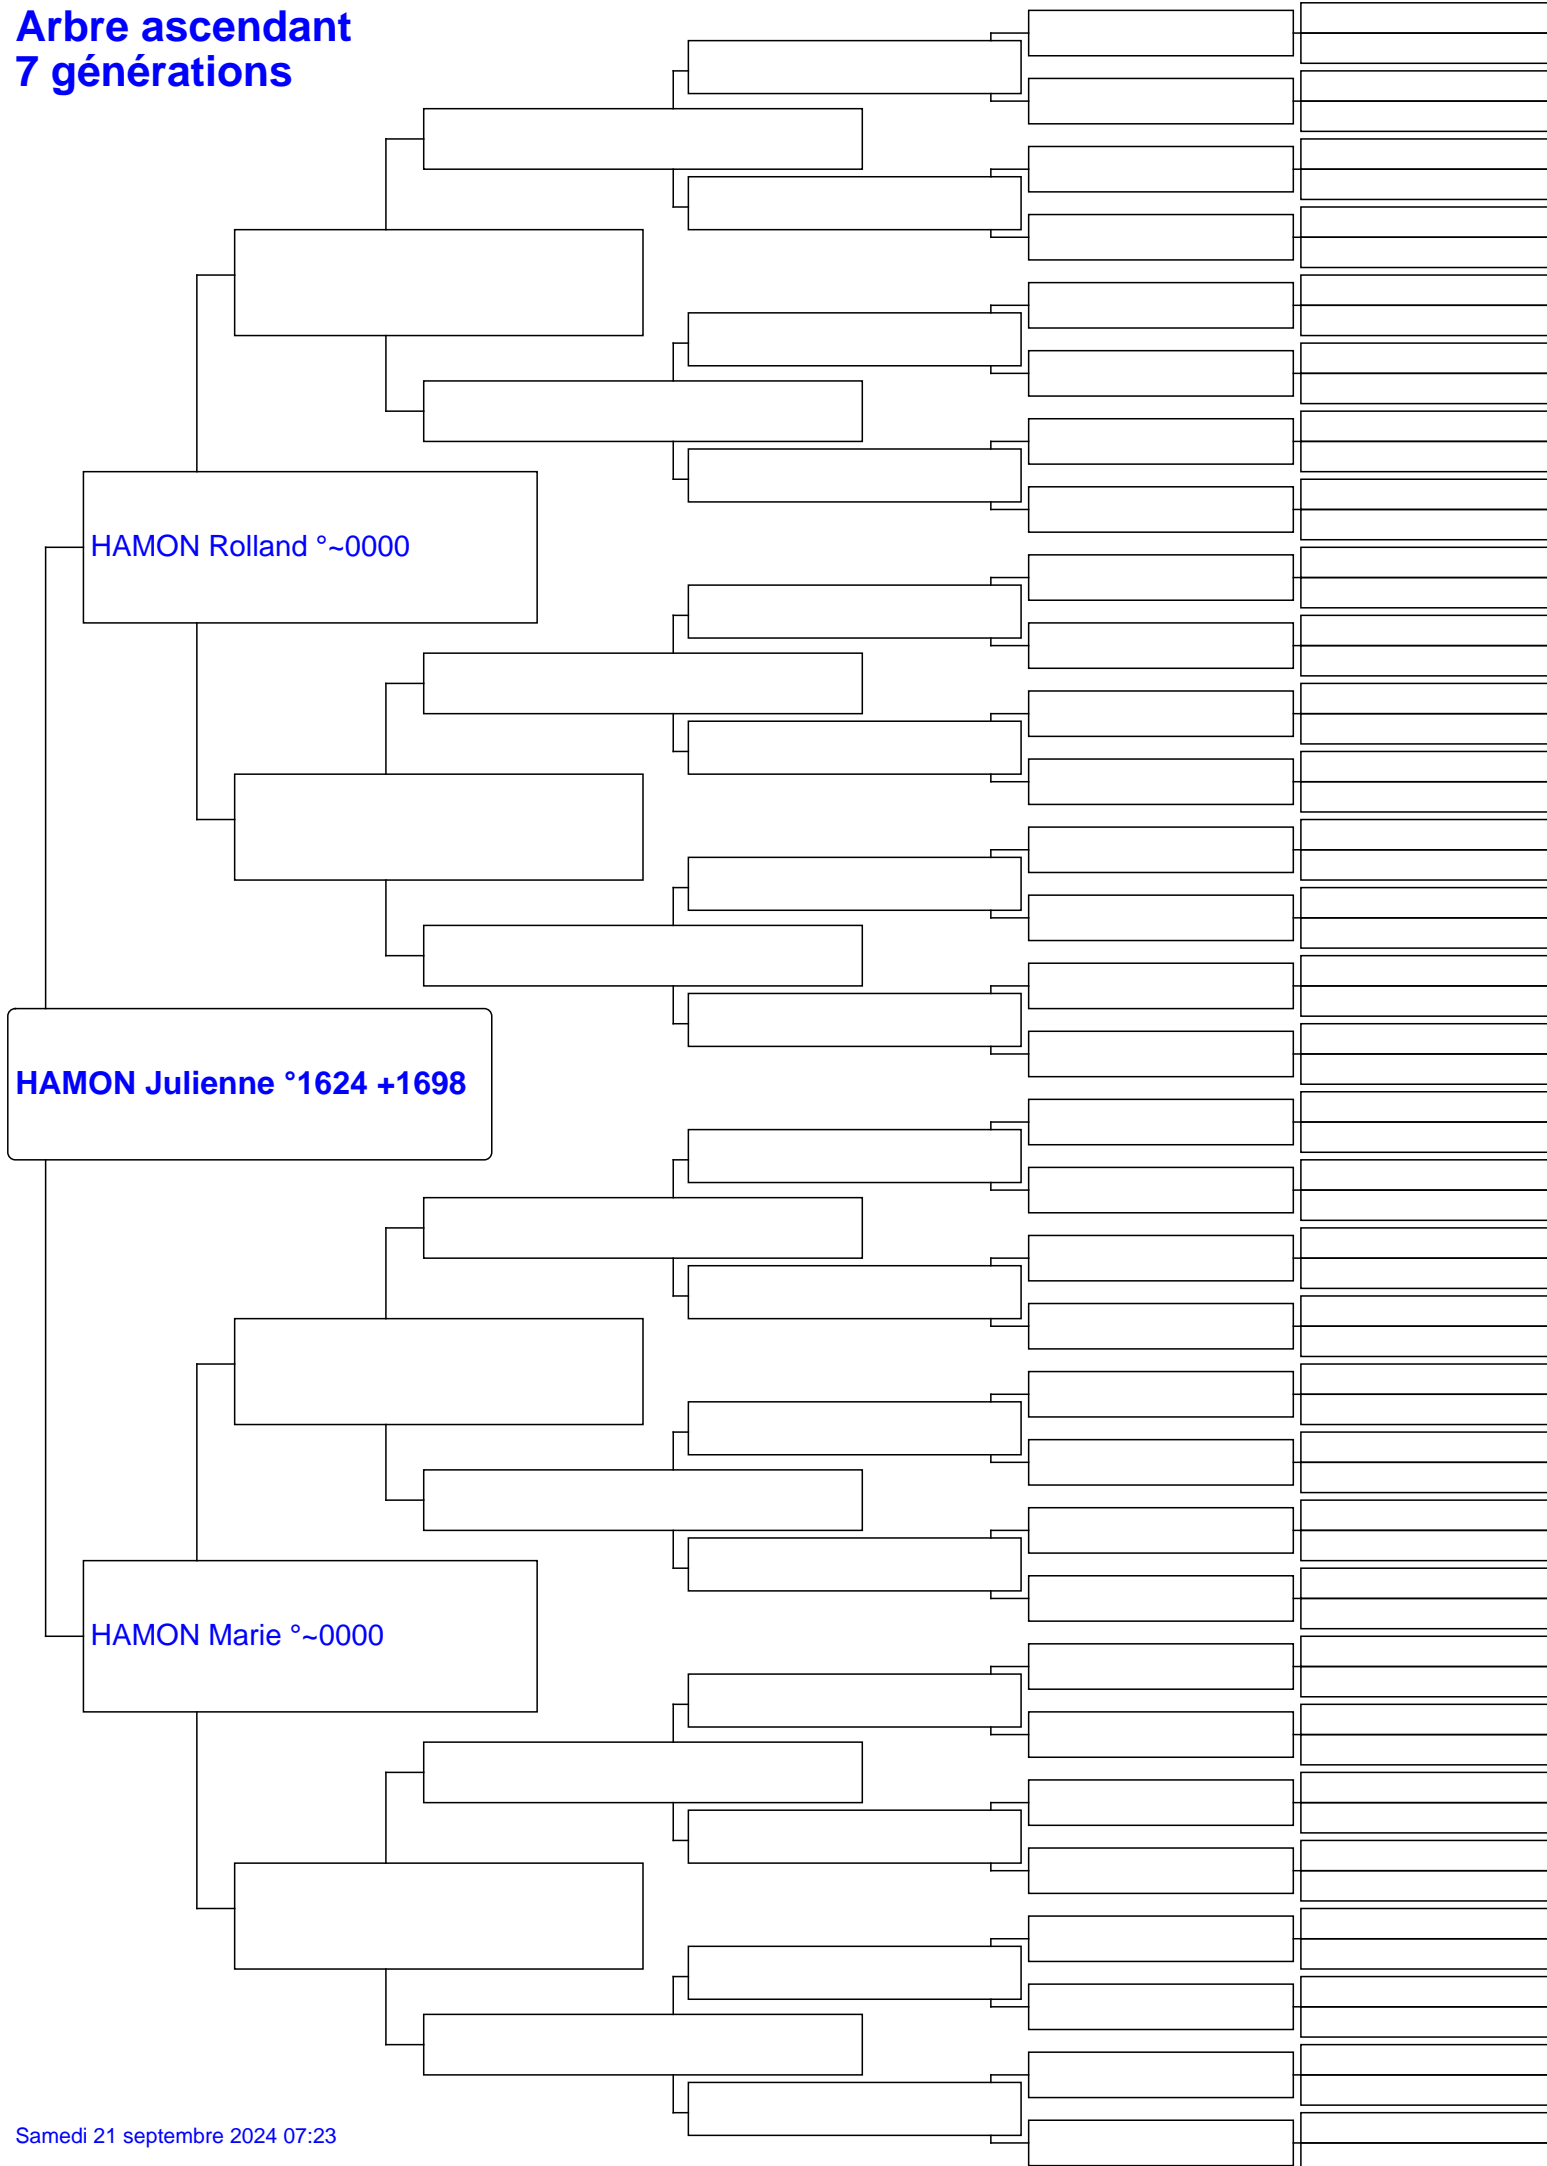 Arbre ascendant
7 générations
HAMON Rolland °~0000
HAMON Julienne °1624 +1698
HAMON Marie °~0000
Samedi 21 septembre 2024 07:23